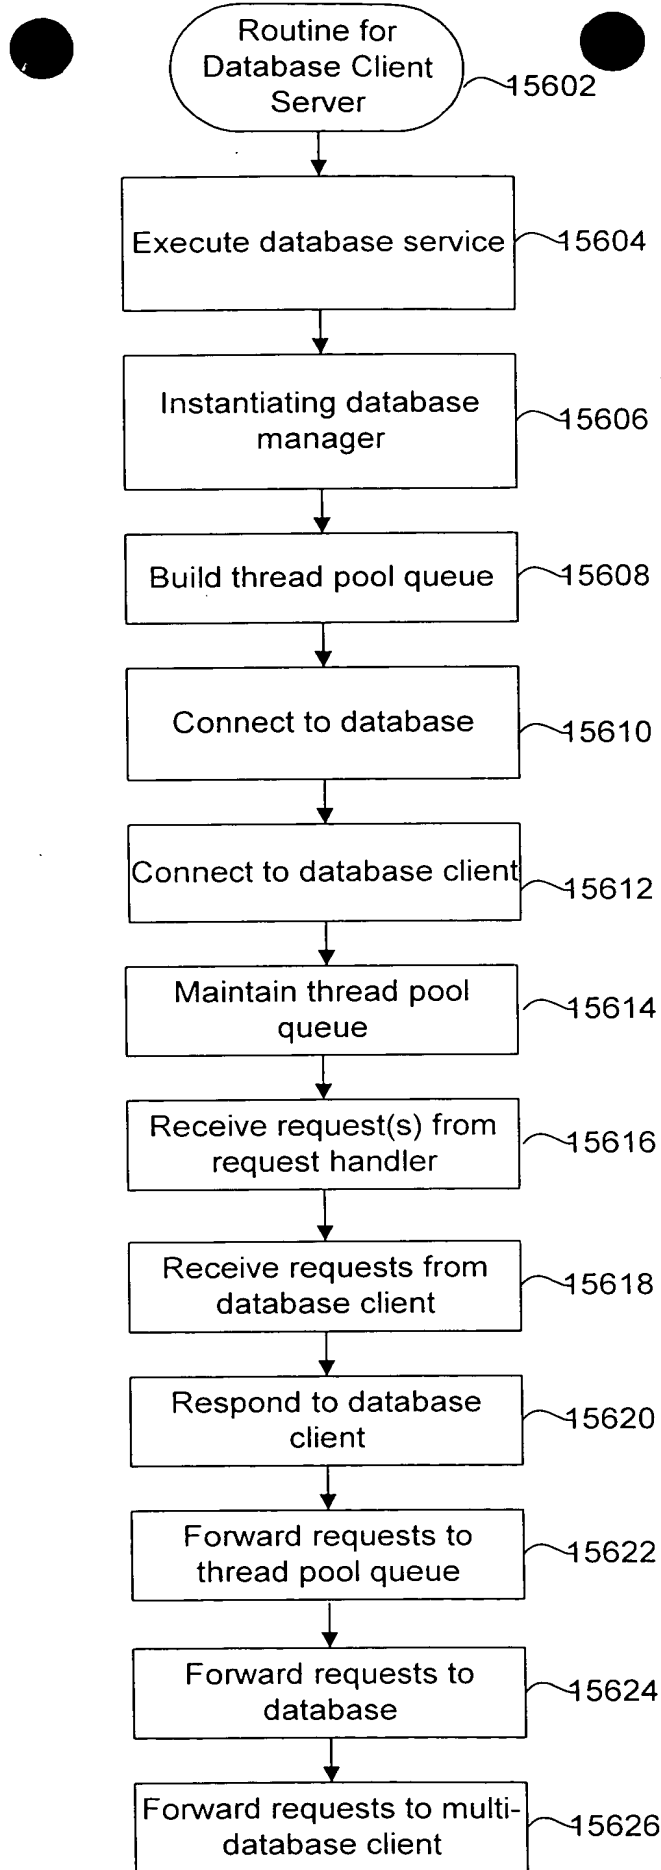 Routine for
Database Client
Server
15602
Execute database service
15604
Instantiating database
manager
15606
Build thread pool queue
15608
Connect to database
15610
Connect to database client
15612
Maintain thread pool
queue
15614
Receive request(s) from
request handler
15616
Receive requests from
database client
15618
Respond to database
client
15620
Forward requests to
thread pool queue
15622
Forward requests to
database
15624
Forward requests to multi-
database client
15626